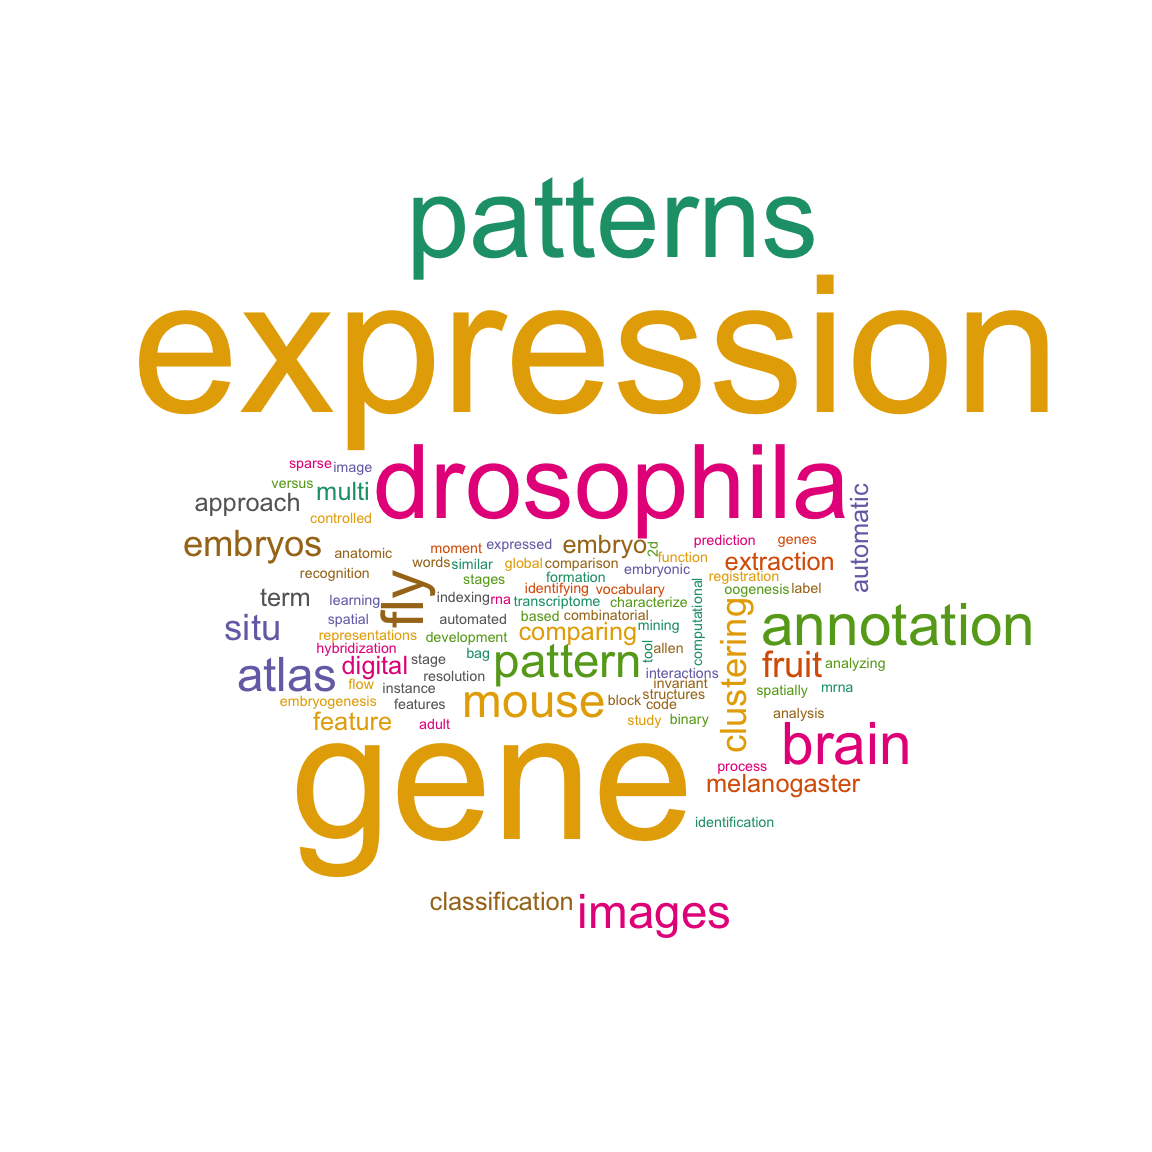 patterns
expression
drosophila
sparse image
versus
multi
approach
controlled
automatic
embryos
anatomic
moment expressed
embryo
2d
prediction genes
function
extraction
words similar global comparison
embryonic
recognition
stages
formation
registration
fly
identifying vocabulary
oogenesis label
term
learning
indexing rna transcriptome characterize
computational
clustering
situ
spatial
automated
based combinatorial
mining
annotation
representations
development
comparing
hybridization
bag
pattern
tool
allen
atlas
digital
stage
fruit
analyzing
resolution
interactions
flow
instance
invariant
spatially
mrna
embryogenesis
features
mouse
block
structures
code
feature
adult
study binary
analysis
gene
brain
process
melanogaster
identification
classification
images